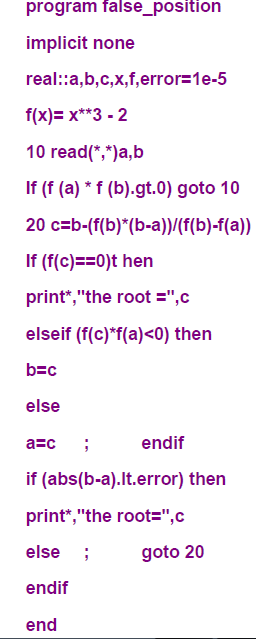 program false_position
implicit none
real::a,b,c,x,f,error=1e-5
f(x)= x**3 - 2
10 read(*,*)a,b
If (f (a) * f (b).gt.0) goto 10
20 c=b-(f(b)*(b-a))/(f(b)-f(a))
If (f(c)==0)t hen
print*,"the root =",c
elseif (f(c)*f(a)<0) then
b=c
else
a=c ; endif
if (abs(b-a).lt.error) then
print*,"the root=",c
else ; goto 20
endif
end